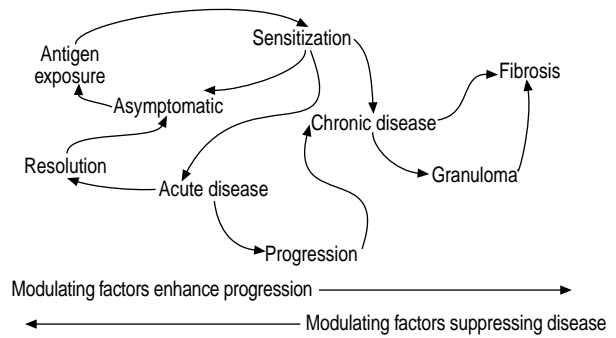 Sensitization
Antigen
exposure
Fibrosis
Asymptomatic
Chronic disease
Resolution
Granuloma
Acute disease
Progression
Modulating factors enhance progression
Modulating factors suppressing disease